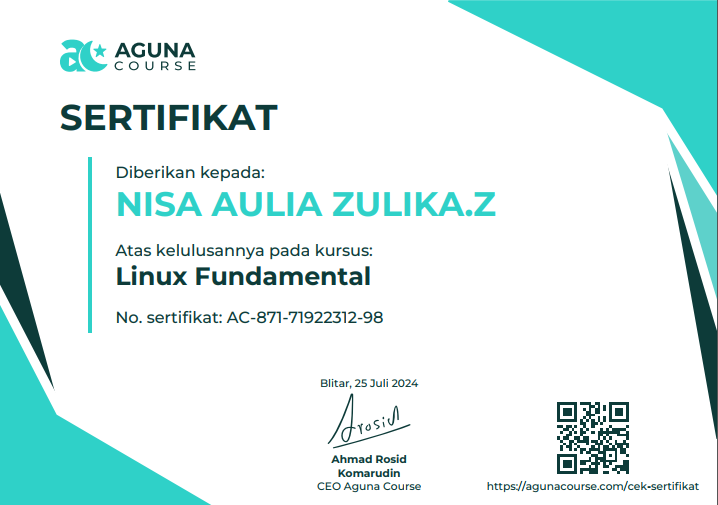 AGUNA
COURSE
SERTIFIKAT
Diberikan kepada:
NISA AULIA ZULIKA.Z
Atas kelulusannya pada kursus:
Linux Fundamental
No. sertifikat: AC-871-71922312-98
Blitar, 25 Juli 2024
Arosid
Ahmad Rosid
Komarudin
CEO Aguna Course
https://agunacourse.com/cek-sertifikat